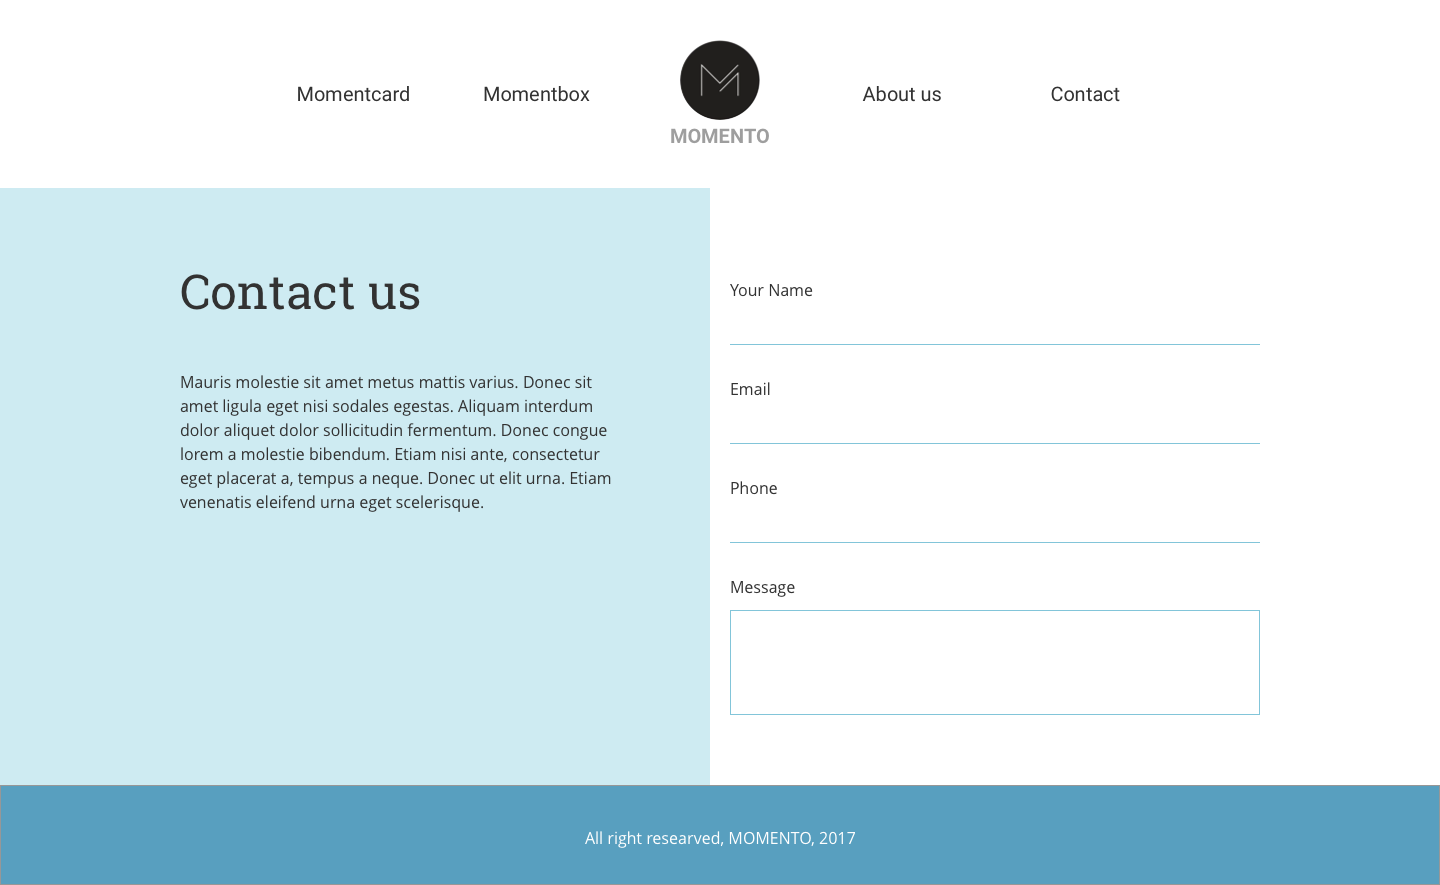 Momentcard
Momentbox
MOMENTO
About us
Contact
Contact us
Mauris molestie sit amet metus mattis varius. Donec sit
amet ligula eget nisi sodales egestas. Aliquam interdum
dolor aliquet dolor sollicitudin fermentum. Donec congue
lorem a molestie bibendum. Etiam nisi ante, consectetur
eget placerat a, tempus a neque. Donec ut elit urna. Etiam
venenatis eleifend urna eget scelerisque.
Your Name
Email
Phone
Message
All right researved, MOMENTO, 2017